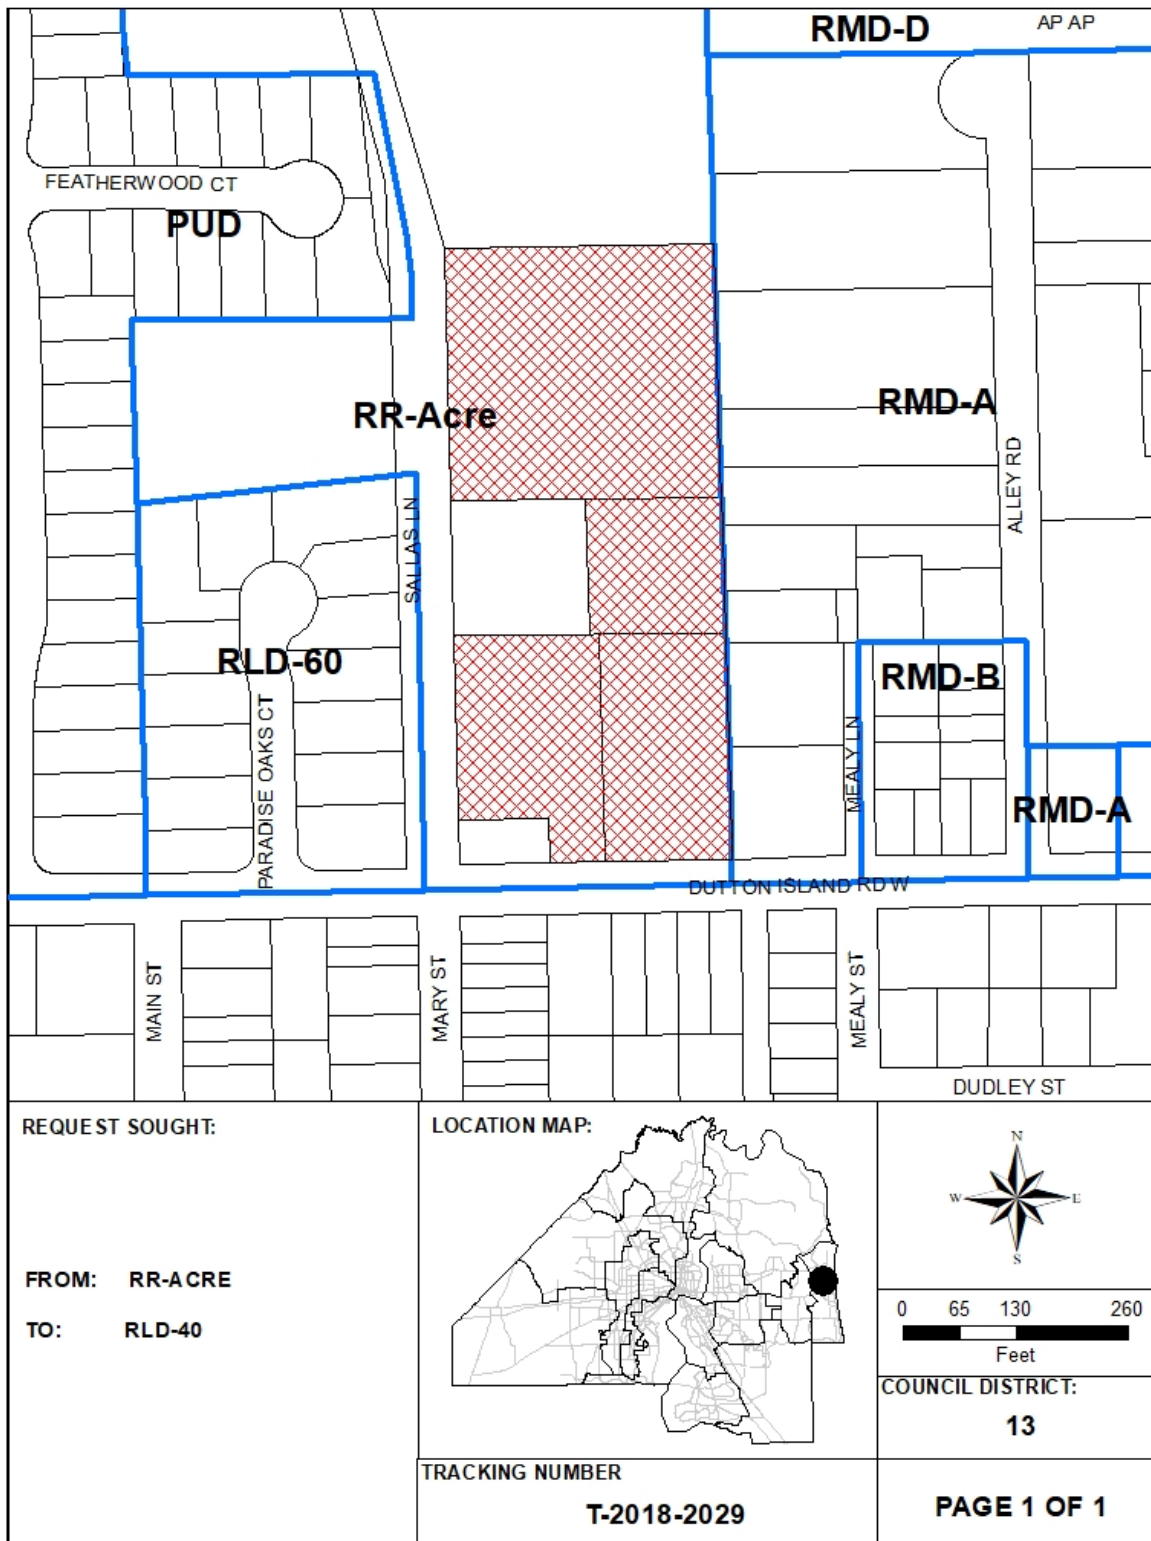 RMD-D
AP AP
FEATHERWOOD CT
PUD
RR-Acre
RMD-A
ALLEY RD
SALLAS LN
RLD-60
RMD-B
PARADISE OAKS CT
MEALY LN
RMD-A
DUTTON ISLAND RD W
MAIN ST
MARY ST
MEALY ST
DUDLEY ST
REQUEST SOUGHT:
FROM: RR-ACRE
TO: RLD-40
LOCATION MAP:
N
W E
S
0 65 130 260
Feet
COUNCIL DISTRICT:
13
TRACKING NUMBER
T-2018-2029
PAGE 1 OF 1